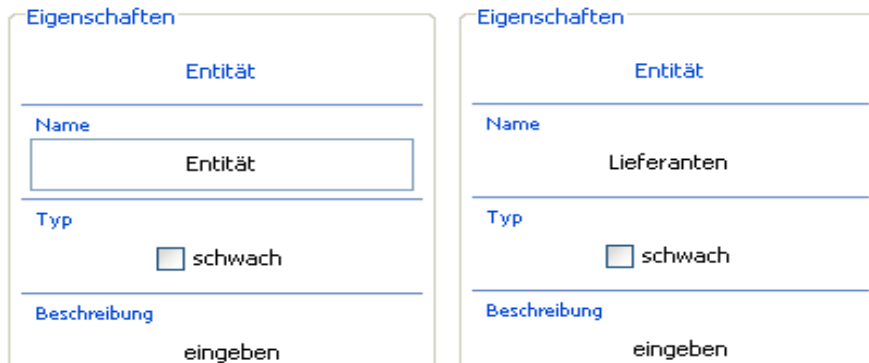 Eigenschaften
Entität
Name
Entität
Typ
schwach
Beschreibung
eingeben
Eigenschaften
Entität
Name
Lieferanten
Typ
schwach
Beschreibung
eingeben